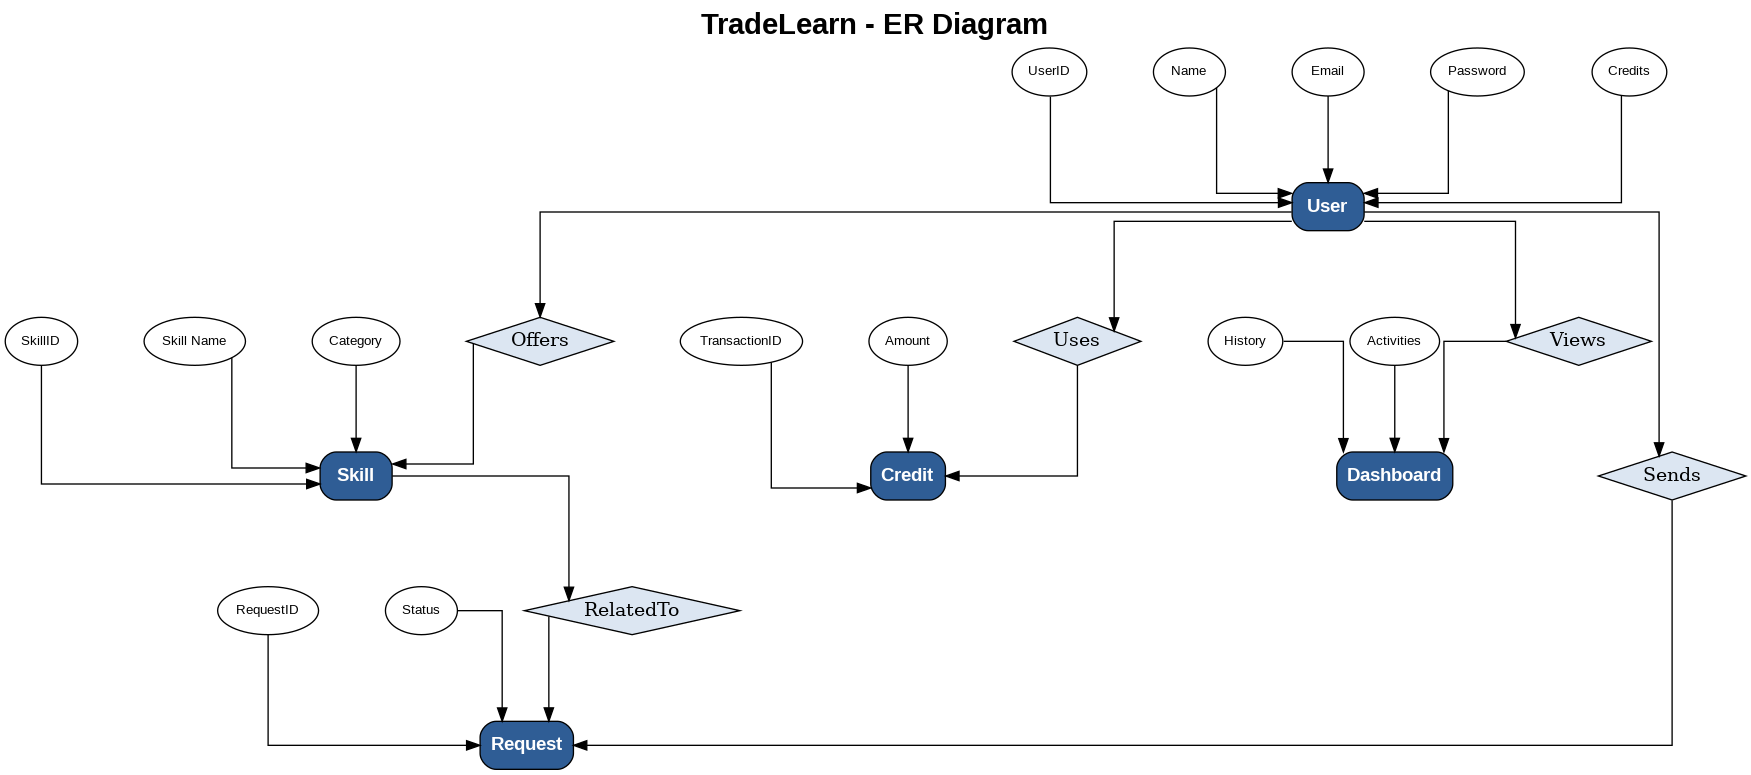 TradeLearn - ER Diagram
UserID
Name
Email
Password
Credits
User
SkillID
Skill Name
Category
Offers
TransactionID
Amount
Uses
History
Activities
Views
Skill
Credit
Dashboard
Sends
RequestID
Status
RelatedTo
Request